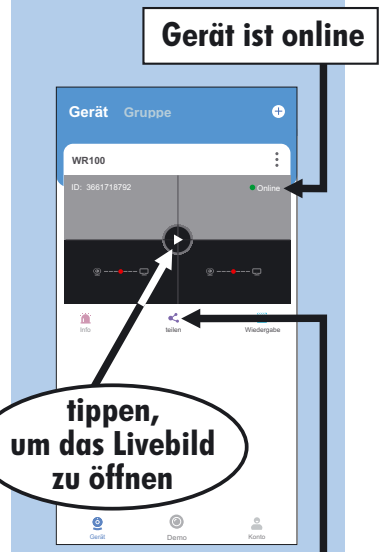 Gerät ist online
Gerät Gruppe
WR100
ID: 3661718792
Online
Info
teilen
Wiedergabe
tippen,
um das Livebild
zu öffnen
Gerät
Demo
Konto